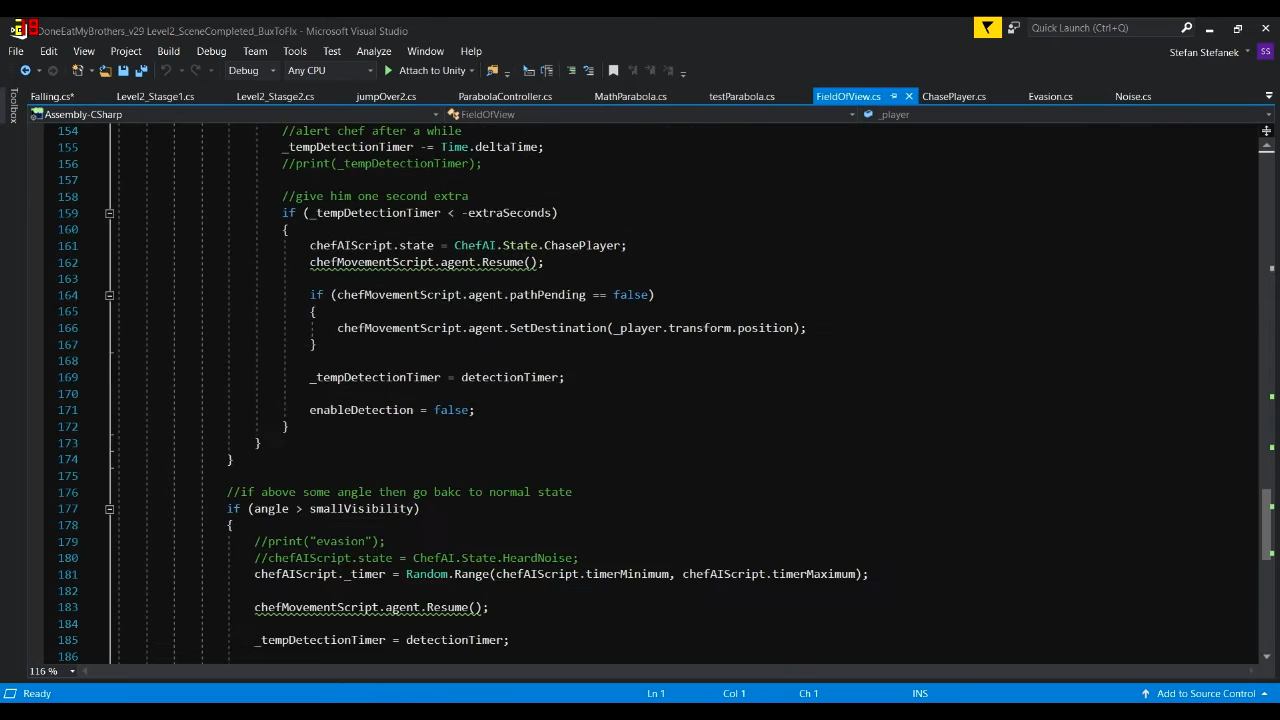 DoneEatMyBrothers_v29 Level2_SceneCompleted_BuxToFIx - Microsoft Visual Studio
Quick Launch (Ctrl+Q)
File Edit View Project Build Debug Team Tools Test Analyze Window Help
Stefan Stefanek SS
Debug Any CPU Attach to Unity
Toolbox
Falling.cs* Level2_Stasge1.cs Level2_Stasge2.cs jumpOver2.cs ParabolaController.cs MathParabola.cs testParabola.cs FieldOfView.cs ChasePlayer.cs Evasion.cs Noise.cs
Assembly-CSharp FieldOfView _player
154 //alert chef after a while
155 _tempDetectionTimer -= Time.deltaTime;
156 //print(_tempDetectionTimer);
157
158 //give him one second extra
159 if (_tempDetectionTimer < -extraSeconds)
160 {
161 chefAIScript.state = ChefAI.State.ChasePlayer;
162 chefMovementScript.agent.Resume();
163
164 if (chefMovementScript.agent.pathPending == false)
165 {
166 chefMovementScript.agent.SetDestination(_player.transform.position);
167 }
168
169 _tempDetectionTimer = detectionTimer;
170
171 enableDetection = false;
172 }
173 }
174 }
175
176 //if above some angle then go bakc to normal state
177 if (angle > smallVisibility)
178 {
179 //print("evasion");
180 //chefAIScript.state = ChefAI.State.HeardNoise;
181 chefAIScript._timer = Random.Range(chefAIScript.timerMinimum, chefAIScript.timerMaximum);
182
183 chefMovementScript.agent.Resume();
184
185 _tempDetectionTimer = detectionTimer;
186
116 %
Ready Ln 1 Col 1 Ch 1 INS Add to Source Control